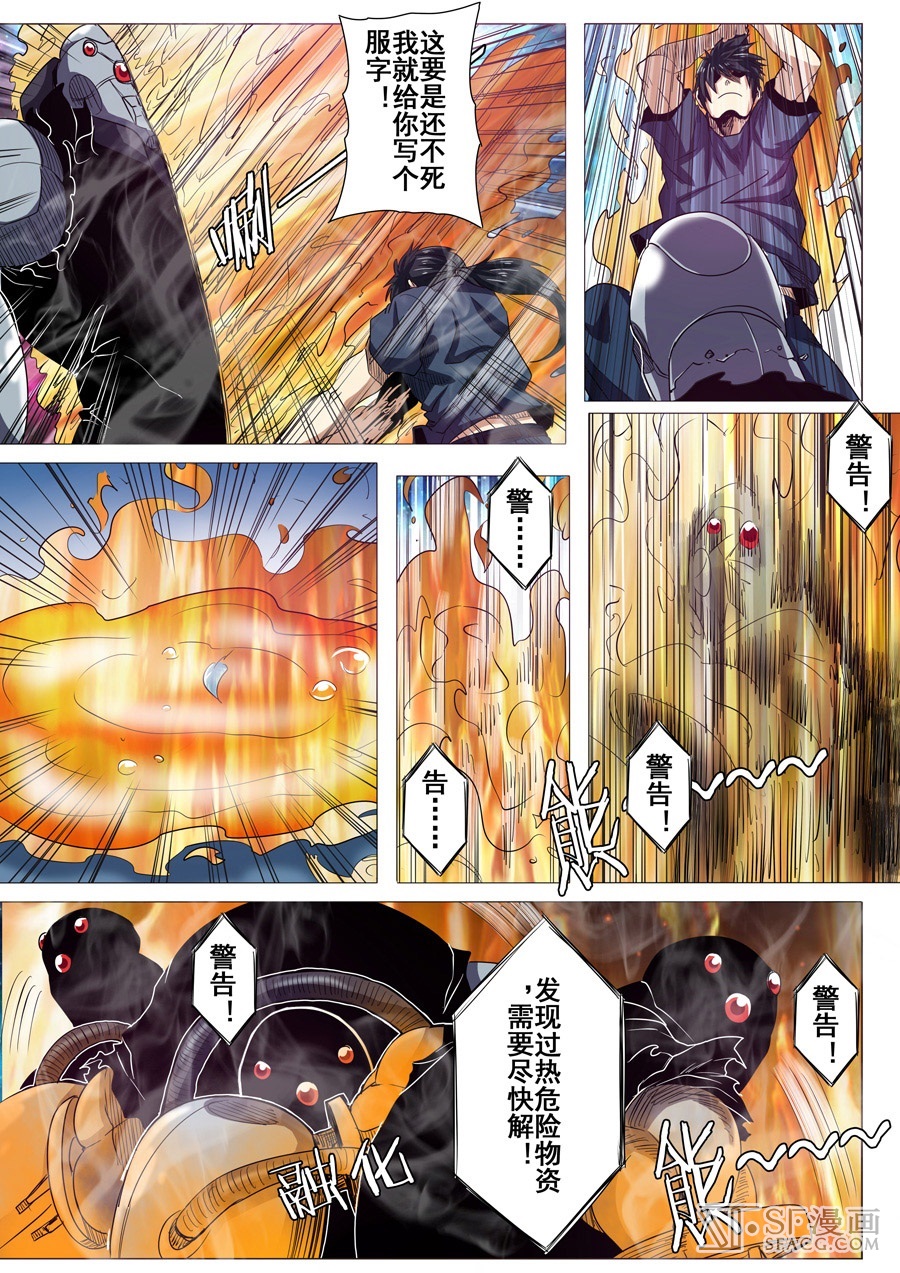 这要是还不死
我就给你写个
服字！
唰
警告！
警告！
熊～～～
警……
告……
警告！
融化
发现过热危险物资
，需要尽快解！
警告！
熊～～～
SF漫画
SFACG.COM